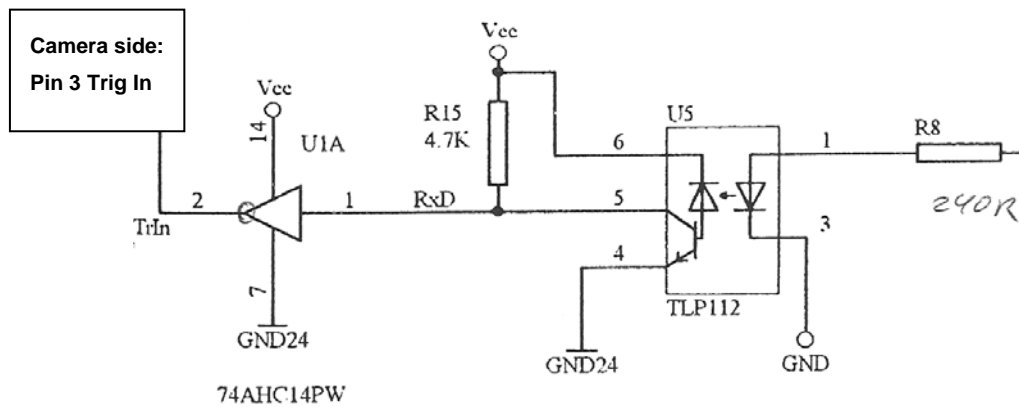 Camera side:
Pin 3 Trig In
Vcc
14
U1A
2
TrIn
1
RxD
7
GND24
74AHC14PW
Vcc
R15
4.7K
U5
6
5
4
1
3
TLP112
GND24
GND
R8
240R